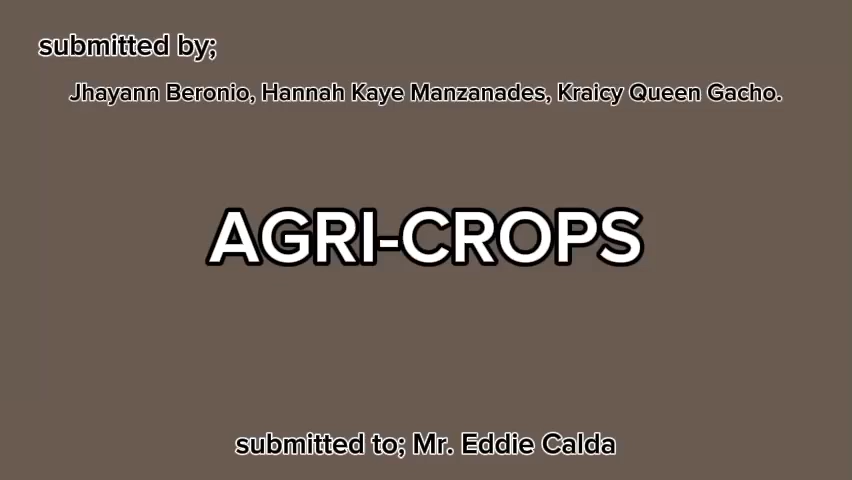 submitted by;
Jhayann Beronio, Hannah Kaye Manzanades, Kraicy Queen Gacho.
AGRI-CROPS
submitted to; Mr. Eddie Calda